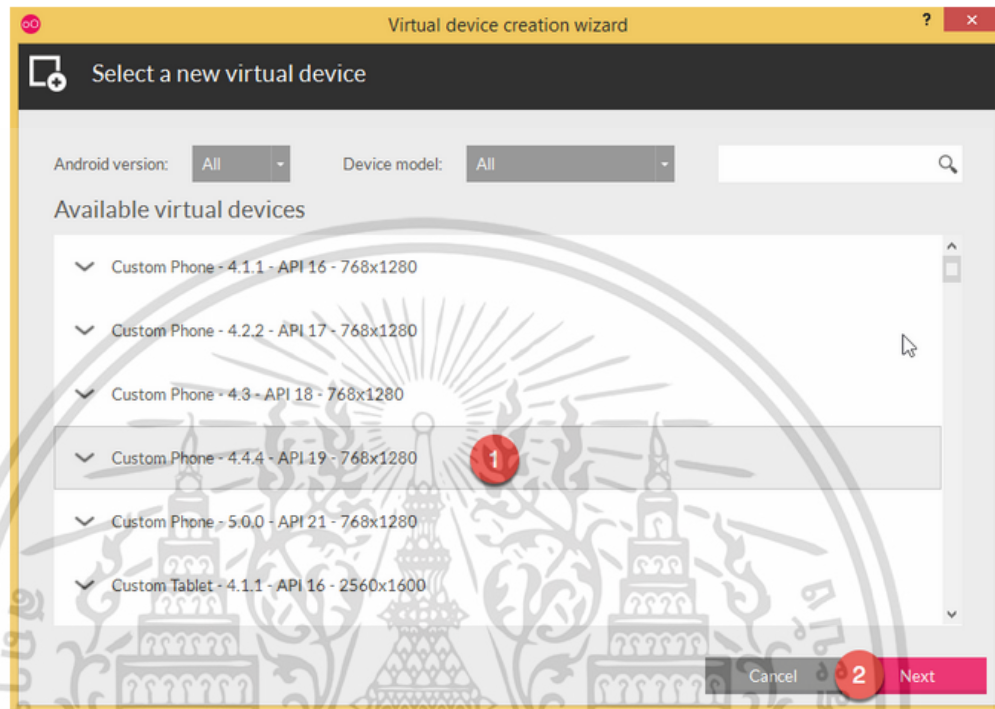 oO
Virtual device creation wizard
? ×
Select a new virtual device
Android version: All Device model: All
Available virtual devices
Custom Phone - 4.1.1 - API 16 - 768x1280
Custom Phone - 4.2.2 - API 17 - 768x1280
Custom Phone - 4.3 - API 18 - 768x1280
Custom Phone - 4.4.4 - API 19 - 768x1280 1
Custom Phone - 5.0.0 - API 21 - 768x1280
Custom Tablet - 4.1.1 - API 16 - 2560x1600
Cancel 2 Next